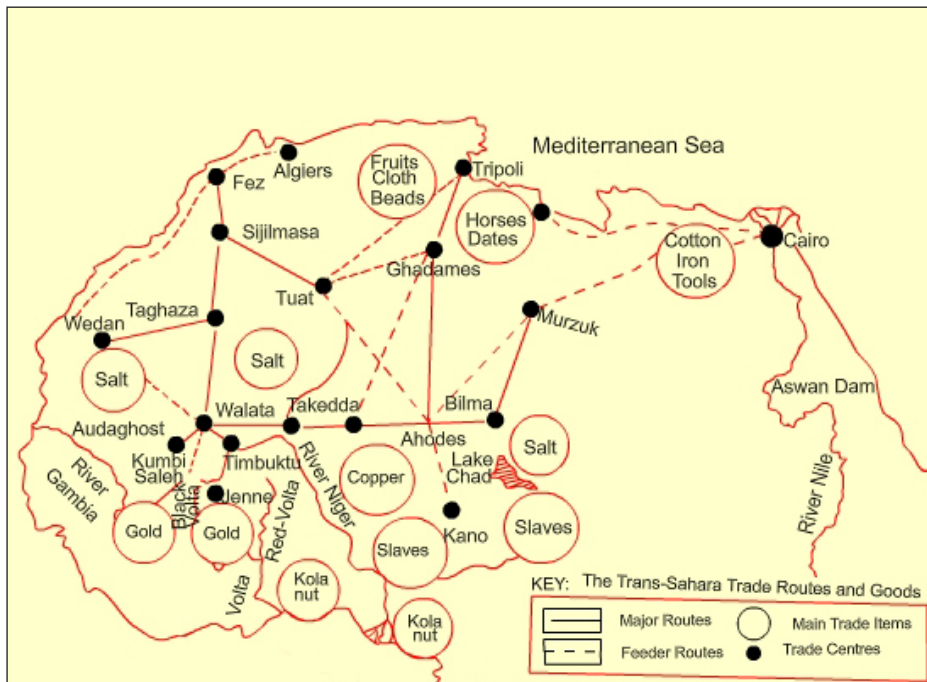 Mediterranean Sea
Algiers
Fez
Fruits
Cloth
Beads
Tripoli
Horses
Dates
Sijilmasa
Ghadames
Cotton
Iron
Tools
Cairo
Tuat
Taghaza
Wedan
Murzuk
Salt
Salt
Aswan Dam
Walata
Takedda
Bilma
Audaghost
Ahodes
Salt
Kumbi
Saleh
Timbuktu
Lake
Chad
River
Gambia
Black
Volta
Jenne
River Niger
Copper
River Nile
Gold
Gold
Red-Volta
Kano
Slaves
Slaves
Volta
Kola
nut
Kola
nut
KEY: The Trans-Sahara Trade Routes and Goods
Major Routes
Main Trade Items
Feeder Routes
Trade Centres